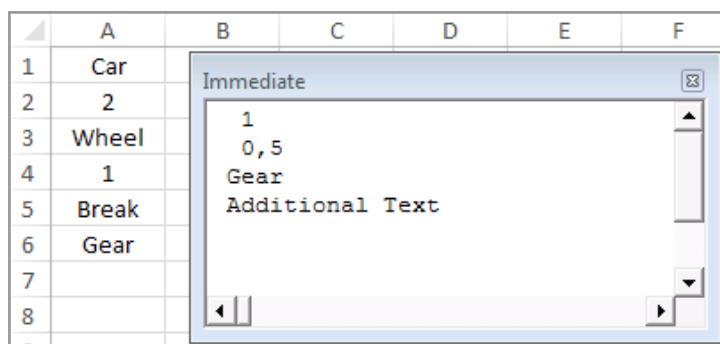 A B C D E F
1 Car
2 2
3 Wheel
4 1
5 Break
6 Gear
7
8
Immediate
1
0,5
Gear
Additional Text